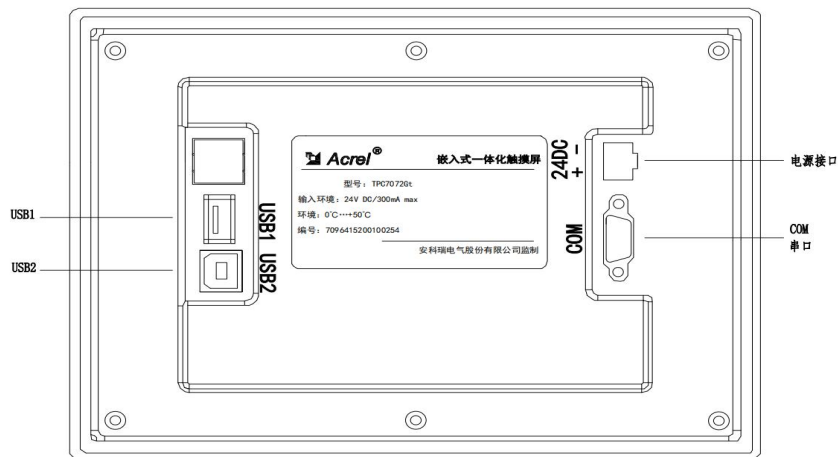 Acrel®
嵌入式一体化触摸屏
型号：TPC7072Gt
输入环境：24V DC/300mA max
环境：0℃···+50℃
编号：7096415200100254
安科瑞电气股份有限公司监制
USB1
USB2
USB1 USB2
24DC
- +
COM
电源接口
COM
串口